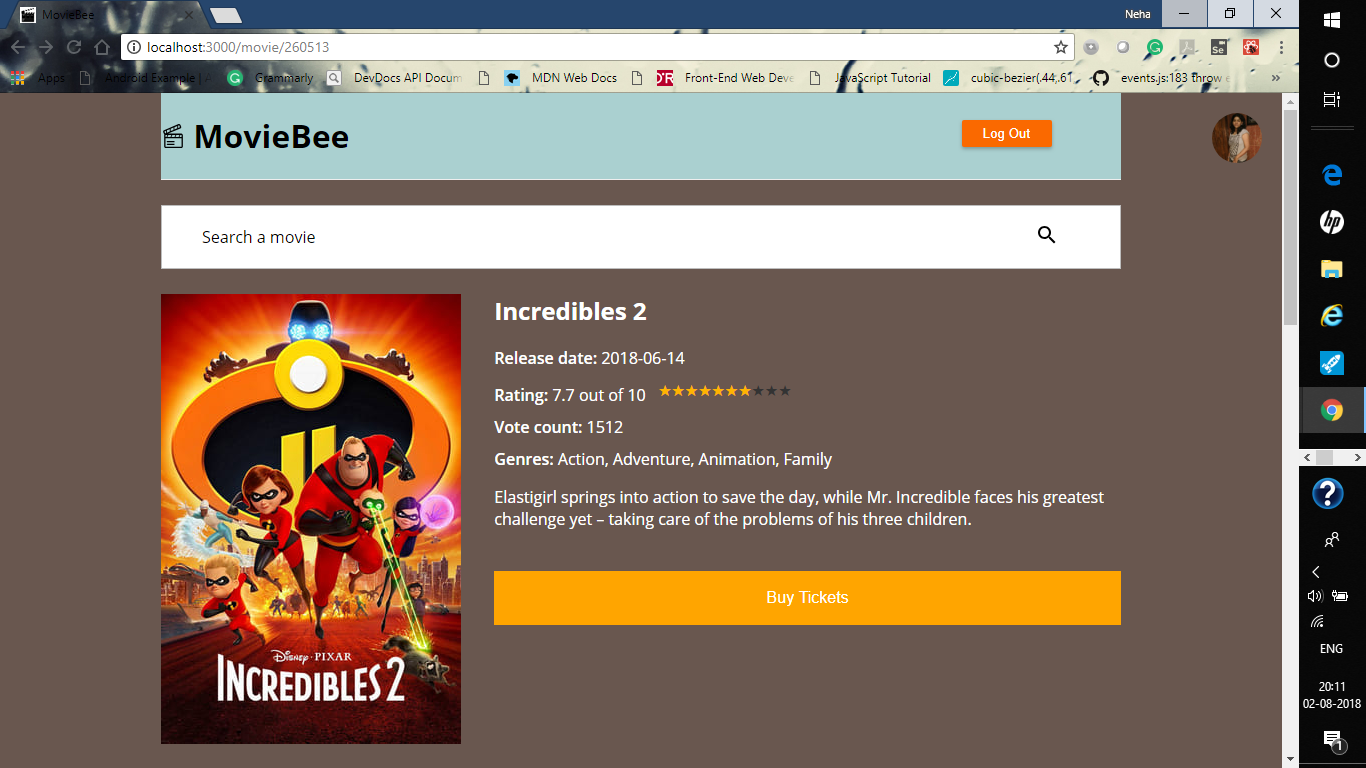 MovieBee
Neha
localhost:3000/movie/260513
Apps
Android Example | A
Grammarly
DevDocs API Docum
MDN Web Docs
Front-End Web Deve
JavaScript Tutorial
cubic-bezier(.44,.61
events.js:183 throw e
MovieBee
Log Out
Search a movie
Incredibles 2
Release date: 2018-06-14
Rating: 7.7 out of 10
Vote count: 1512
Genres: Action, Adventure, Animation, Family
Elastigirl springs into action to save the day, while Mr. Incredible faces his greatest
challenge yet – taking care of the problems of his three children.
Buy Tickets
DISNEY · PIXAR
INCREDIBLES 2
Se
hp
ENG
20:11
02-08-2018
1